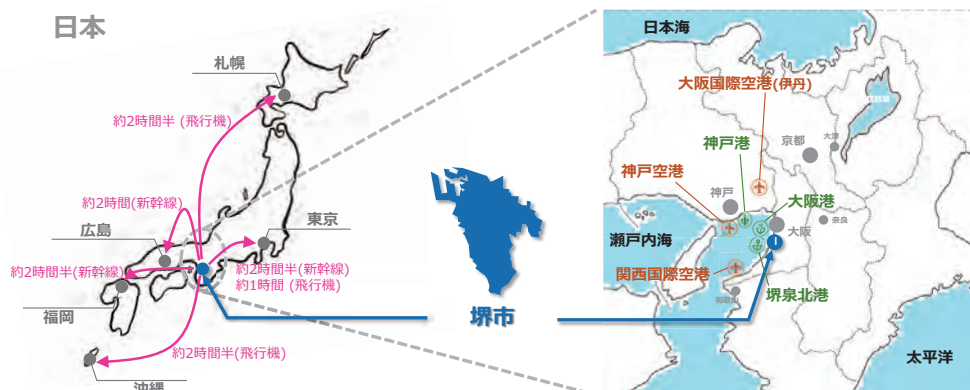 日本
札幌
約2時間半 (飛行機)
約2時間(新幹線)
広島
東京
約2時間半(新幹線)
約2時間半(新幹線)
約1時間 (飛行機)
福岡
約2時間半(飛行機)
沖縄
堺市
日本海
大阪国際空港(伊丹)
琵琶湖
神戸港
京都
大津
神戸空港
神戸
大阪港
奈良
瀬戸内海
大阪
関西国際空港
堺泉北港
和歌山
太平洋